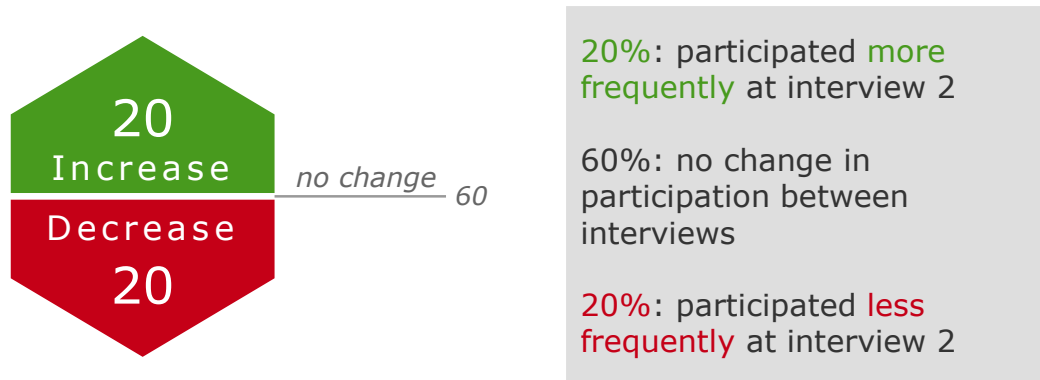 20
Increase
Decrease
20
no change
60
20%: participated more
frequently at interview 2
60%: no change in
participation between
interviews
20%: participated less
frequently at interview 2